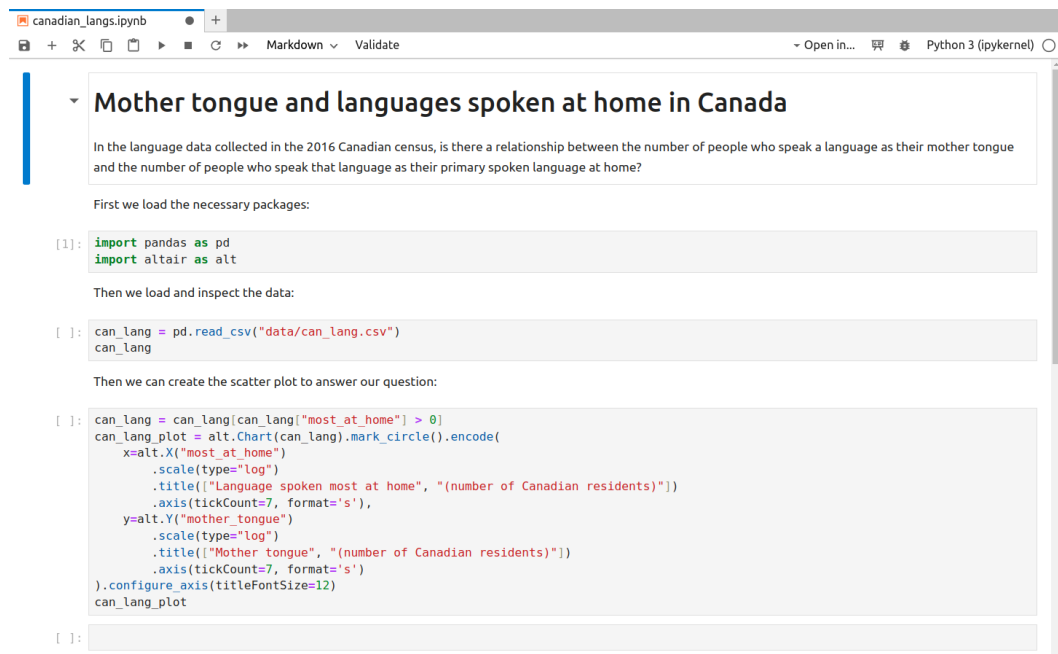 canadian_langs.ipynb
Markdown Validate Open in... Python 3 (ipykernel)
Mother tongue and languages spoken at home in Canada
In the language data collected in the 2016 Canadian census, is there a relationship between the number of people who speak a language as their mother tongue
and the number of people who speak that language as their primary spoken language at home?
First we load the necessary packages:
[1]: import pandas as pd
import altair as alt
Then we load and inspect the data:
[ ]: can_lang = pd.read_csv("data/can_lang.csv")
can_lang
Then we can create the scatter plot to answer our question:
[ ]: can_lang = can_lang[can_lang["most_at_home"] > 0]
can_lang_plot = alt.Chart(can_lang).mark_circle().encode(
    x=alt.X("most_at_home")
        .scale(type="log")
        .title(["Language spoken most at home", "(number of Canadian residents)"])
        .axis(tickCount=7, format='s'),
    y=alt.Y("mother_tongue")
        .scale(type="log")
        .title(["Mother tongue", "(number of Canadian residents)"])
        .axis(tickCount=7, format='s')
).configure_axis(titleFontSize=12)
can_lang_plot
[ ]: